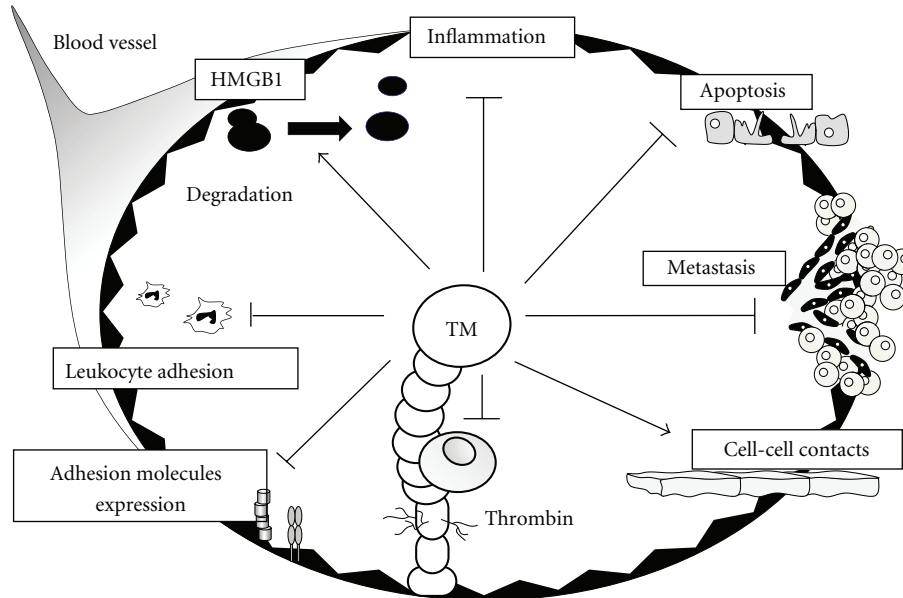 Blood vessel
Inflammation
HMGB1
Apoptosis
Degradation
Metastasis
TM
Leukocyte adhesion
Cell-cell contacts
Adhesion molecules
expression
Thrombin